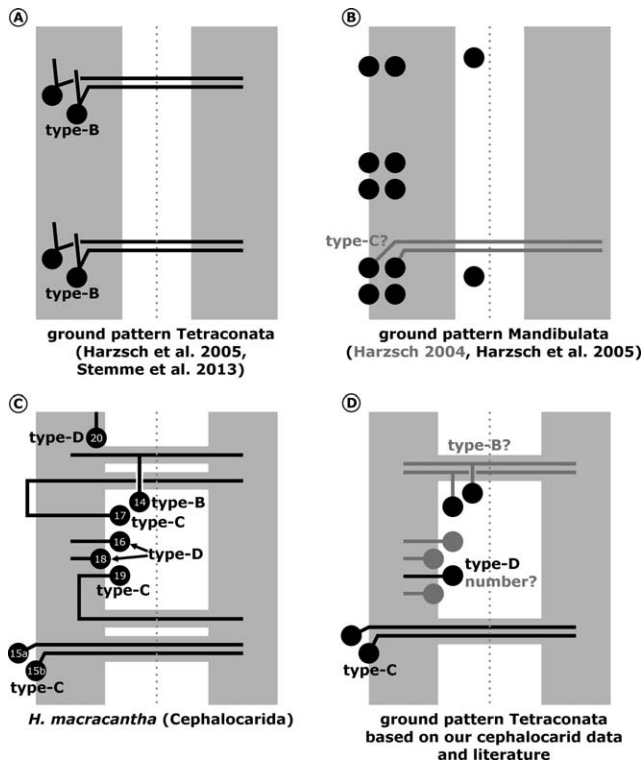 A
type-B
type-B
ground pattern Tetraconata
(Harzsch et al. 2005,
Stemme et al. 2013)
B
type-C?
ground pattern Mandibulata
(Harzsch 2004, Harzsch et al. 2005)
C
type-D
20
14
type-B
17
type-C
16
type-D
18
19
type-C
15a
15b
type-C
H. macracantha (Cephalocarida)
D
type-B?
type-D
number?
type-C
ground pattern Tetraconata
based on our cephalocarid data
and literature